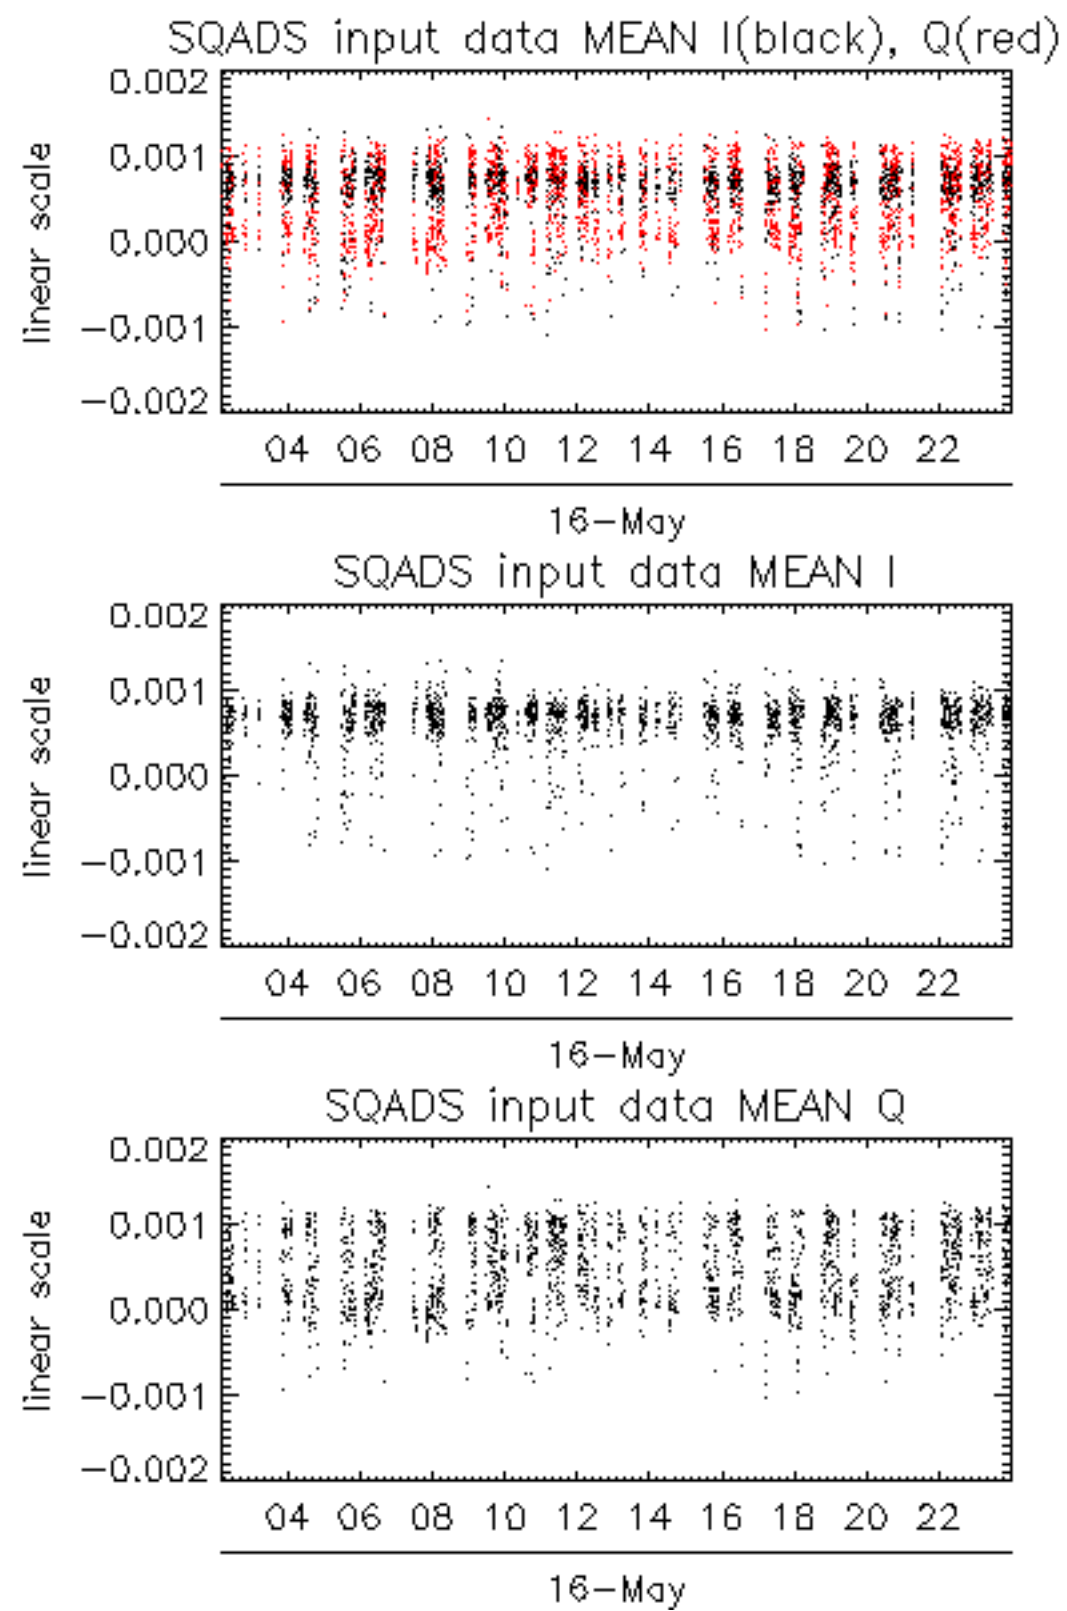 SQADS input data MEAN I(black), Q(red)
0.002
0.001
0.000
−0.001
−0.002
linear scale
04 06 08 10 12 14 16 18 20 22
16−May
SQADS input data MEAN I
0.002
0.001
0.000
−0.001
−0.002
linear scale
04 06 08 10 12 14 16 18 20 22
16−May
SQADS input data MEAN Q
0.002
0.001
0.000
−0.001
−0.002
linear scale
04 06 08 10 12 14 16 18 20 22
16−May